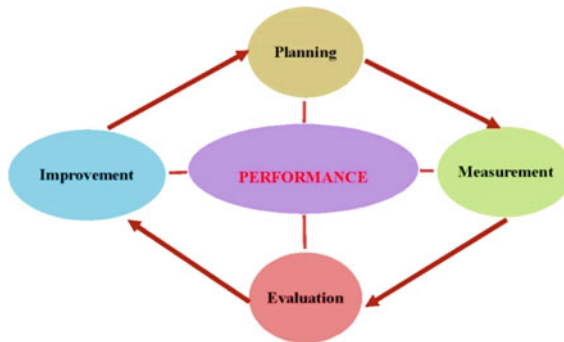 Planning
Improvement
PERFORMANCE
Measurement
Evaluation